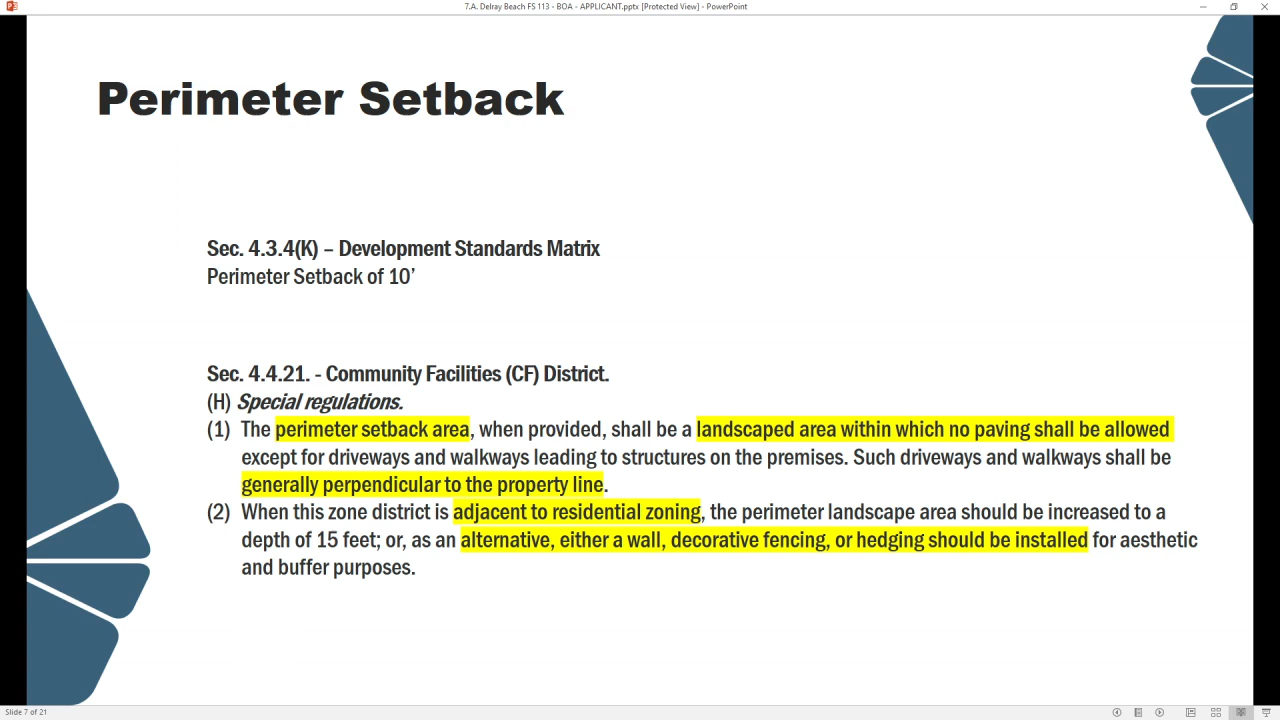 7.A. Delray Beach FS 113 - BOA - APPLICANT.pptx [Protected View] - PowerPoint
Perimeter Setback
Sec. 4.3.4(K) – Development Standards Matrix
Perimeter Setback of 10’
Sec. 4.4.21. - Community Facilities (CF) District.
(H) Special regulations.
(1) The perimeter setback area, when provided, shall be a landscaped area within which no paving shall be allowed
except for driveways and walkways leading to structures on the premises. Such driveways and walkways shall be
generally perpendicular to the property line.
(2) When this zone district is adjacent to residential zoning, the perimeter landscape area should be increased to a
depth of 15 feet; or, as an alternative, either a wall, decorative fencing, or hedging should be installed for aesthetic
and buffer purposes.
Slide 7 of 21